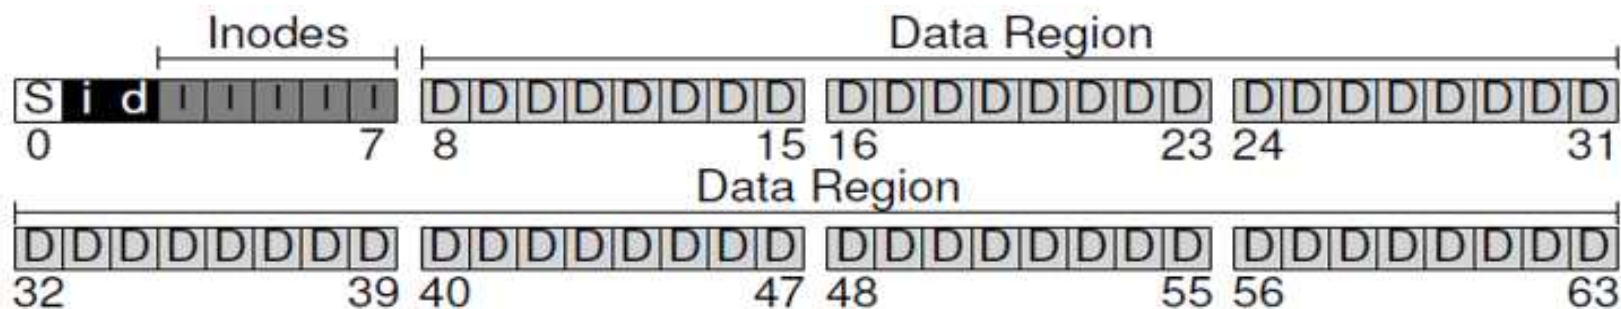 Inodes Data Region
S i d I I I I I D D D D D D D D D D D D D D D D D D D D D D D D
0 7 8 15 16 23 24 31
Data Region
D D D D D D D D D D D D D D D D D D D D D D D D D D D D D D D D
32 39 40 47 48 55 56 63